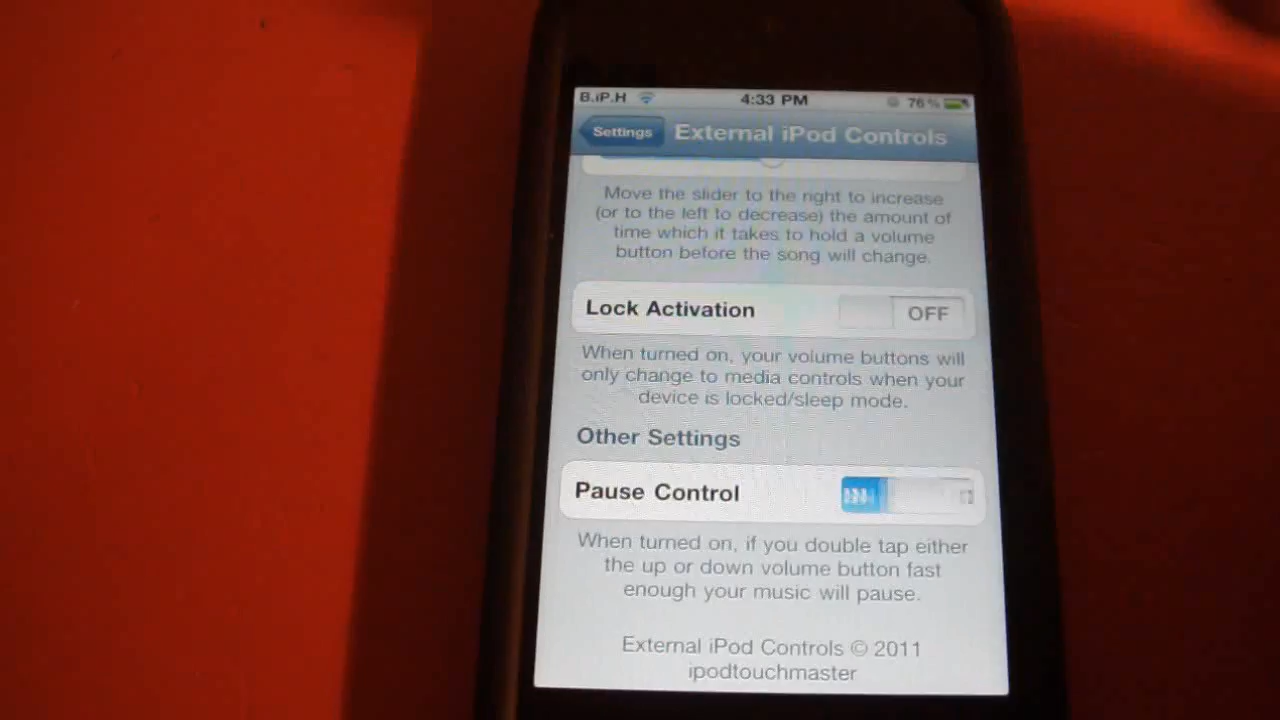 B.iP.H 4:33 PM 76%
Settings External iPod Controls
Move the slider to the right to increase
(or to the left to decrease) the amount of
time which it takes to hold a volume
button before the song will change.
Lock Activation OFF
When turned on, your volume buttons will
only change to media controls when your
device is locked/sleep mode.
Other Settings
Pause Control
When turned on, if you double tap either
the up or down volume button fast
enough your music will pause.
External iPod Controls © 2011
ipodtouchmaster